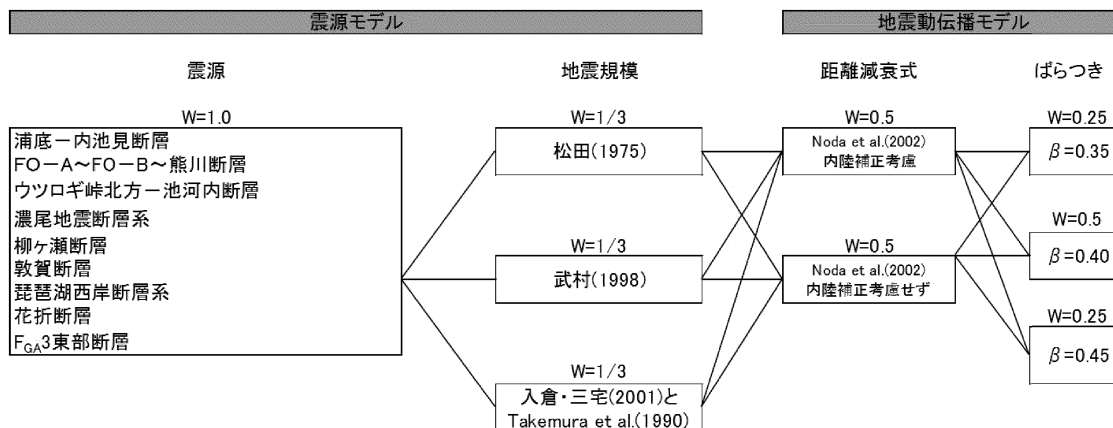 震源モデル
地震動伝播モデル
震源
地震規模
距離減衰式
ばらつき
W=1.0
浦底－内池見断層
FO－A～FO－B～熊川断層
ウツロギ峠北方－池河内断層
濃尾地震断層系
柳ヶ瀬断層
敦賀断層
琵琶湖西岸断層系
花折断層
FGA3東部断層
W=1/3
松田(1975)
W=1/3
武村(1998)
W=1/3
入倉・三宅(2001)と
Takemura et al.(1990)
W=0.5
Noda et al.(2002)
内陸補正考慮
W=0.5
Noda et al.(2002)
内陸補正考慮せず
W=0.25
β=0.35
W=0.5
β=0.40
W=0.25
β=0.45